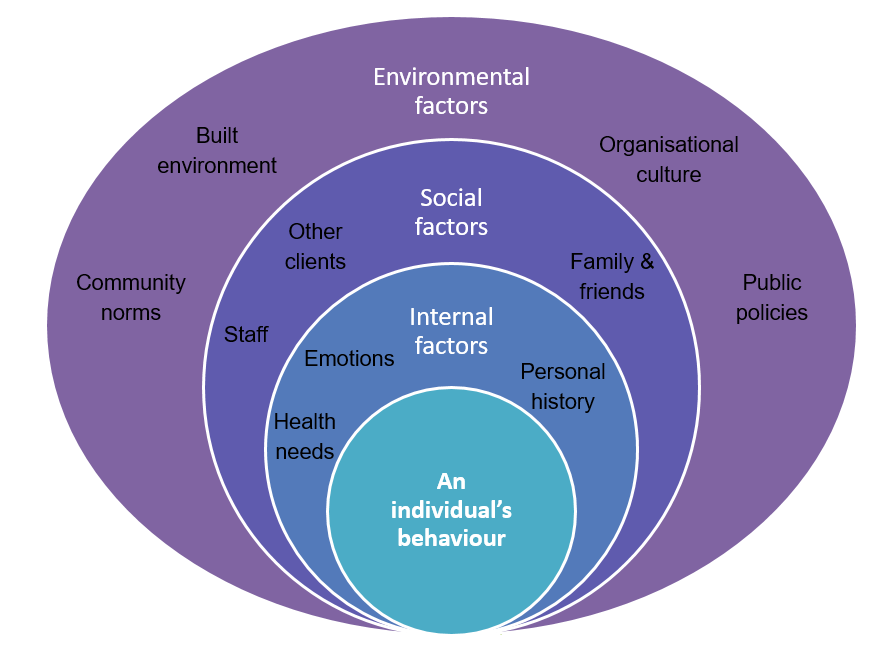 Environmental
factors
Built
environment
Organisational
culture
Community
norms
Public
policies
Social
factors
Other
clients
Family &
friends
Staff
Internal
factors
Emotions
Personal
history
Health
needs
An
individual’s
behaviour